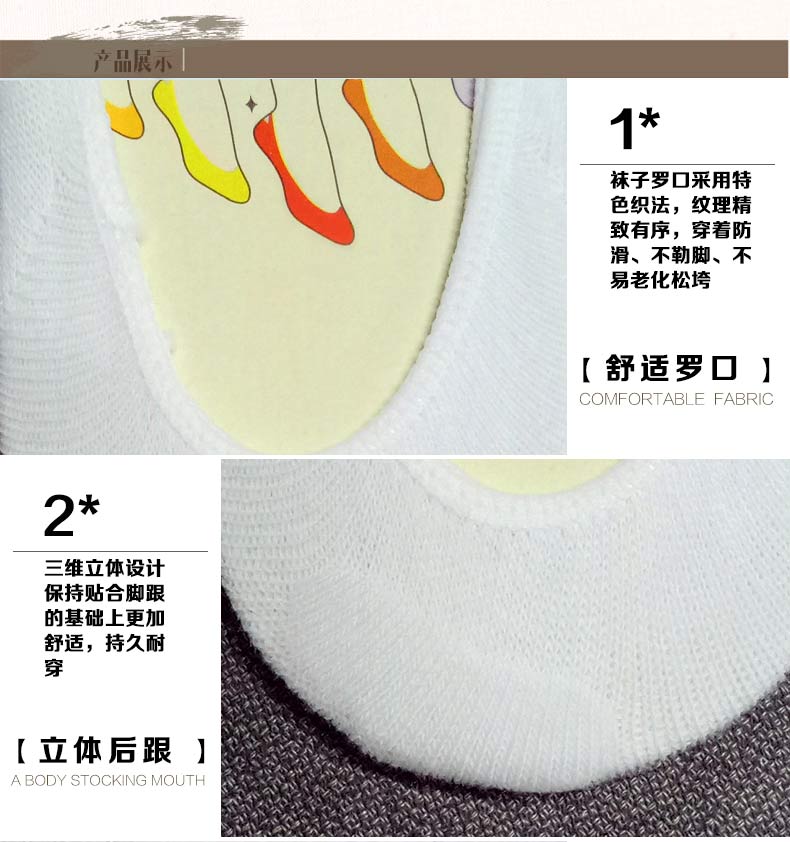 产品展示
1*
袜子罗口采用特
色织法，纹理精
致有序，穿着防
滑、不勒脚、不
易老化松垮
【 舒适罗口 】
COMFORTABLE FABRIC
2*
三维立体设计
保持贴合脚跟
的基础上更加
舒适，持久耐
穿
【 立体后跟 】
A BODY STOCKING MOUTH